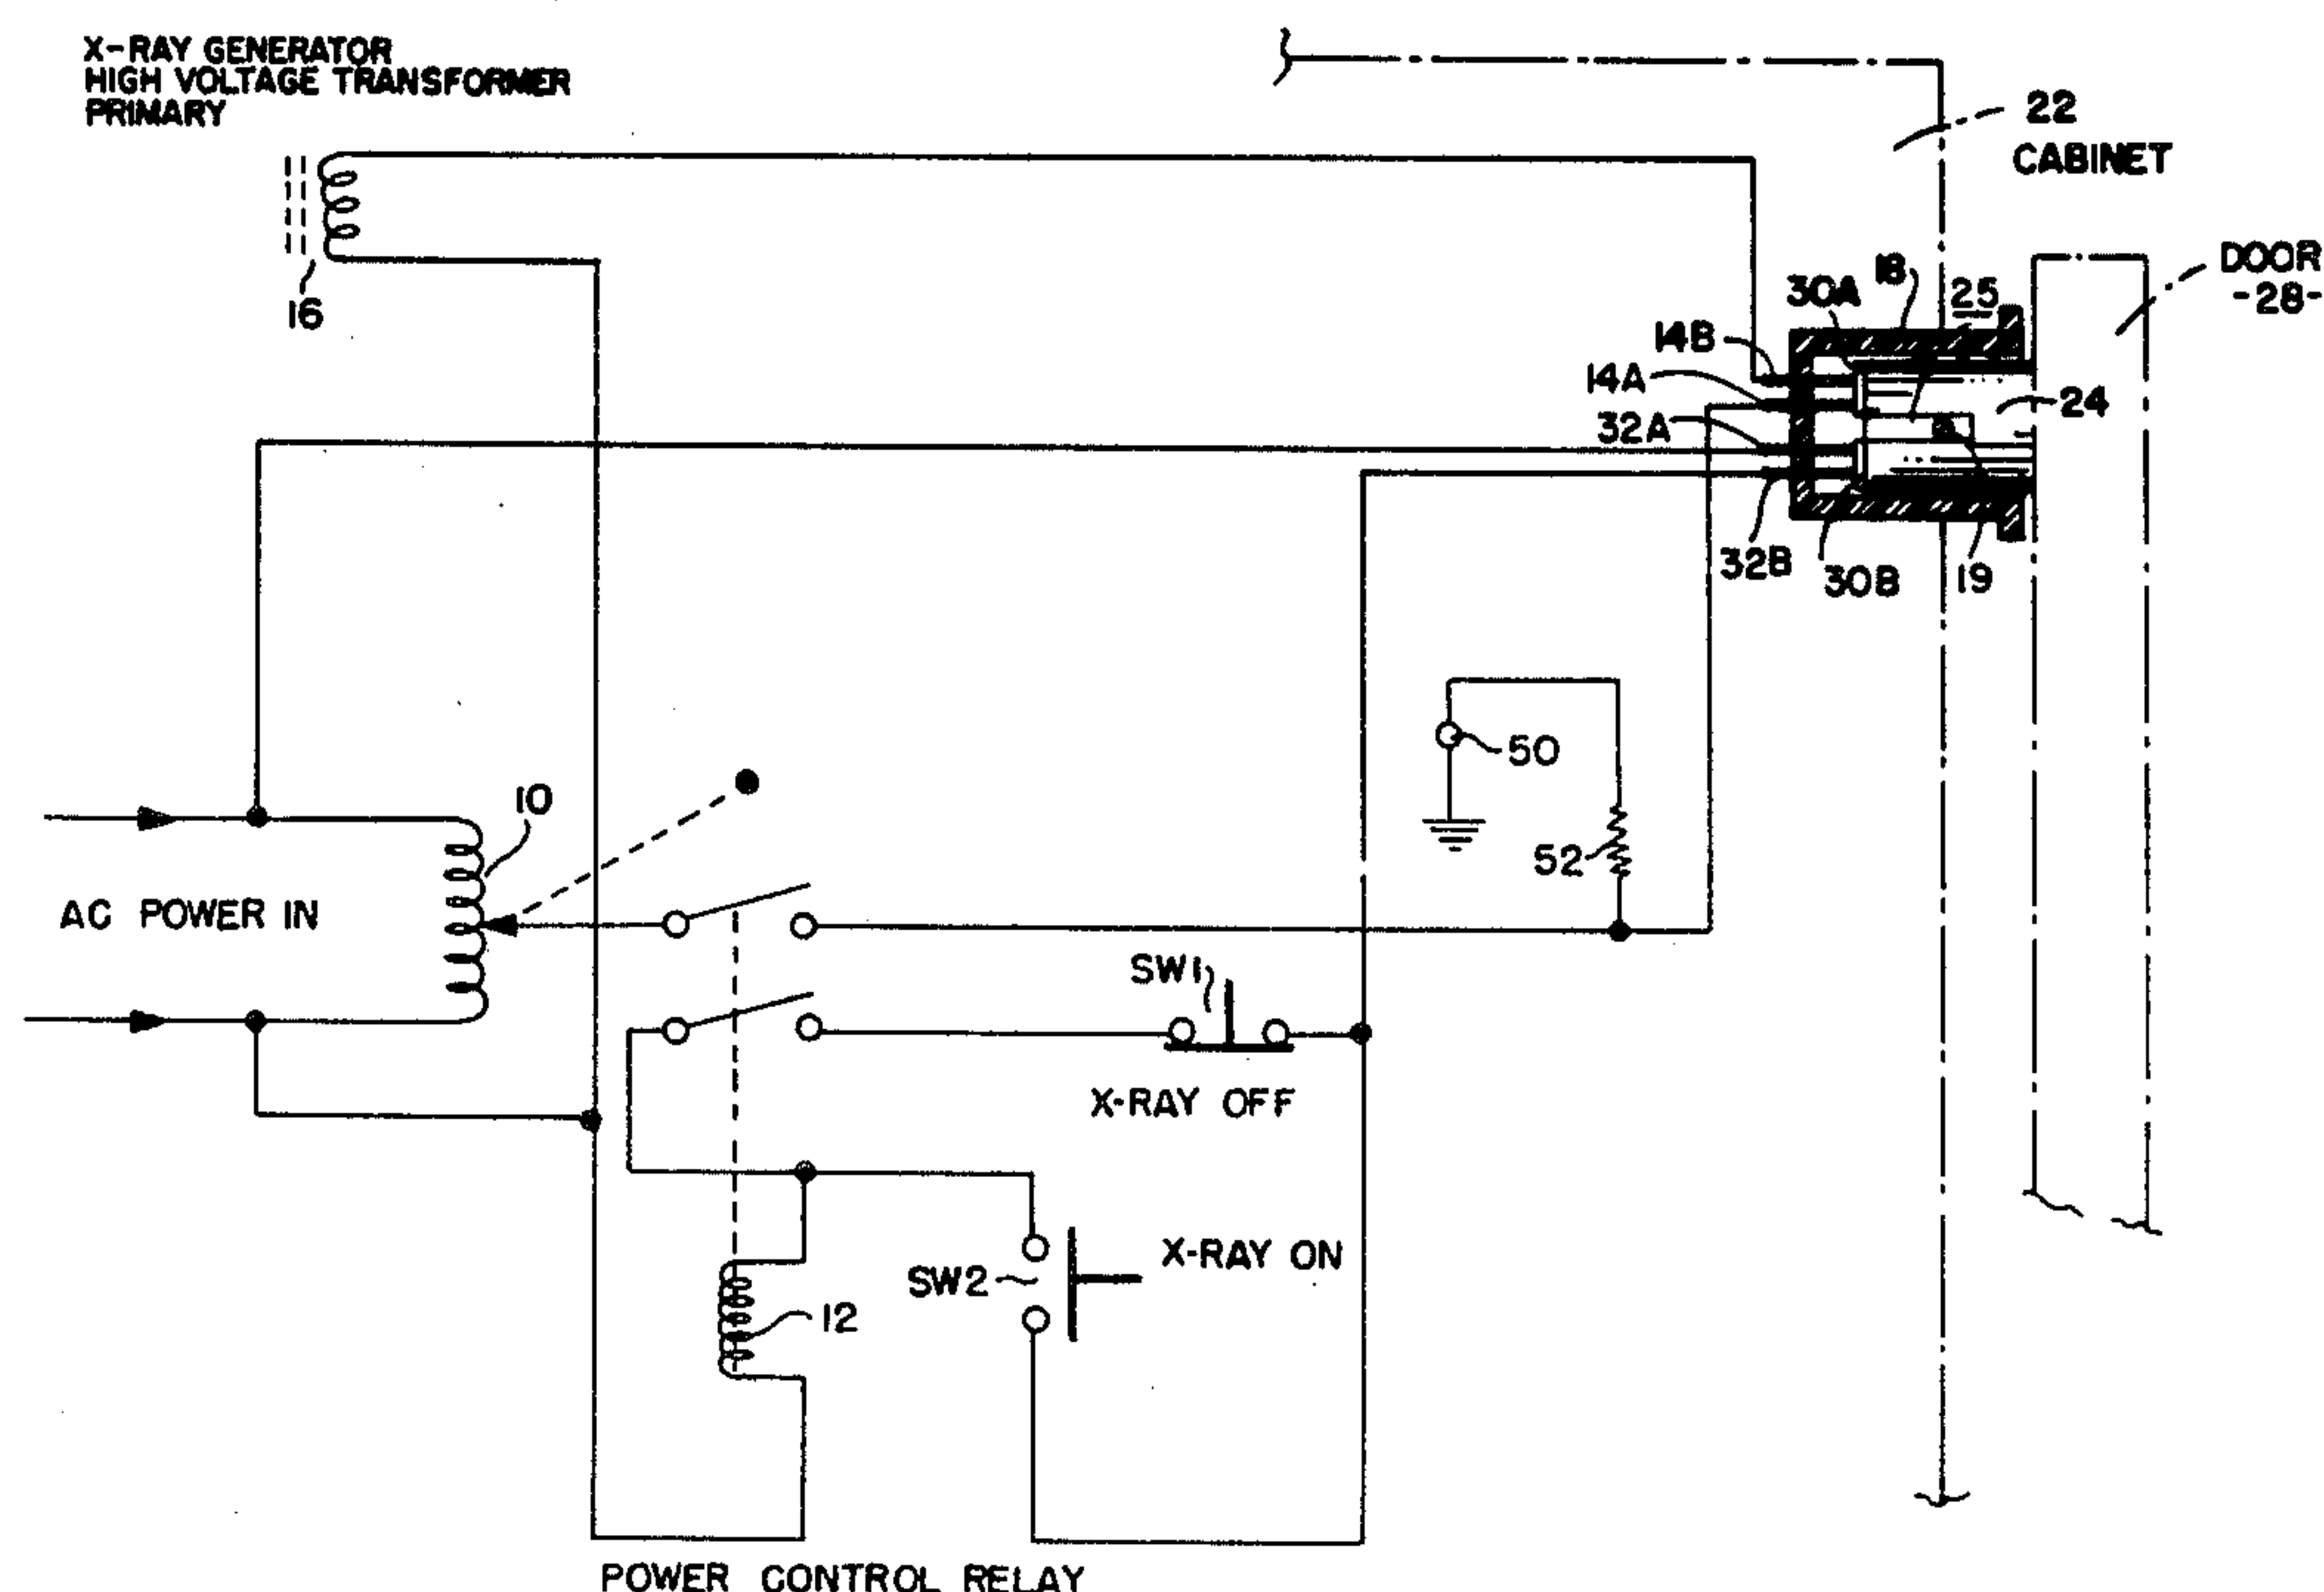 X-RAY GENERATOR
HIGH VOLTAGE TRANSFORMER
PRIMARY
22
CABINET
DOOR
-28-
16
30A
18
25
14B
14A
24
32A
32B
30B
19
50
10
52
AC POWER IN
SW1
X-RAY OFF
X-RAY ON
SW2
12
POWER CONTROL RELAY